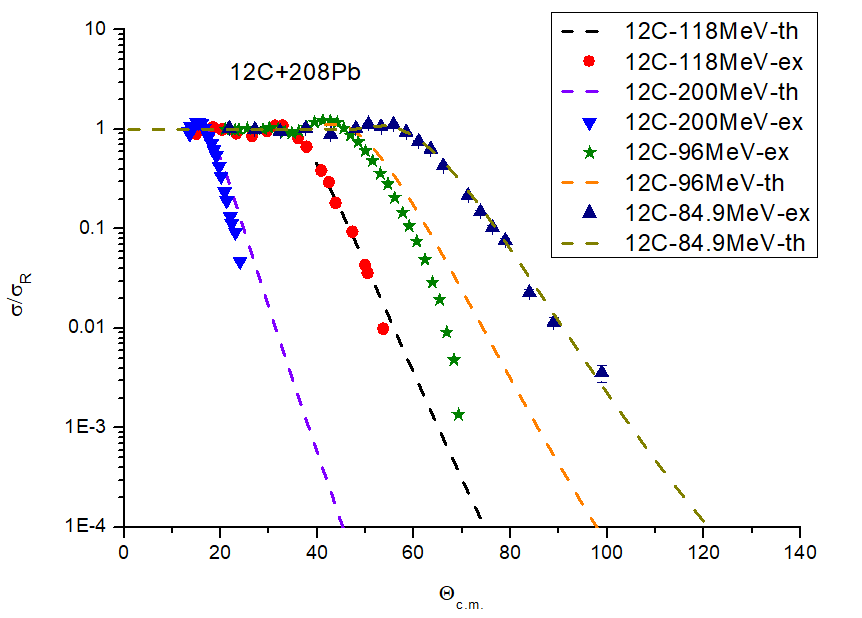 10
12C+208Pb
1
0.1
0.01
1E-3
1E-4
σ/σR
0 20 40 60 80 100 120 140
Θc.m.
12C-118MeV-th
12C-118MeV-ex
12C-200MeV-th
12C-200MeV-ex
12C-96MeV-ex
12C-96MeV-th
12C-84.9MeV-ex
12C-84.9MeV-th